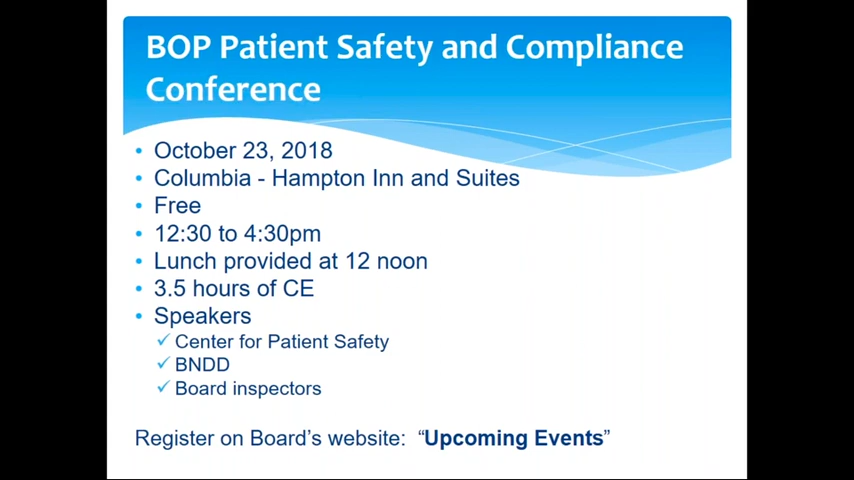 BOP Patient Safety and Compliance
Conference
• October 23, 2018
• Columbia - Hampton Inn and Suites
• Free
• 12:30 to 4:30pm
• Lunch provided at 12 noon
• 3.5 hours of CE
• Speakers
✓ Center for Patient Safety
✓ BNDD
✓ Board inspectors
Register on Board’s website: “Upcoming Events”